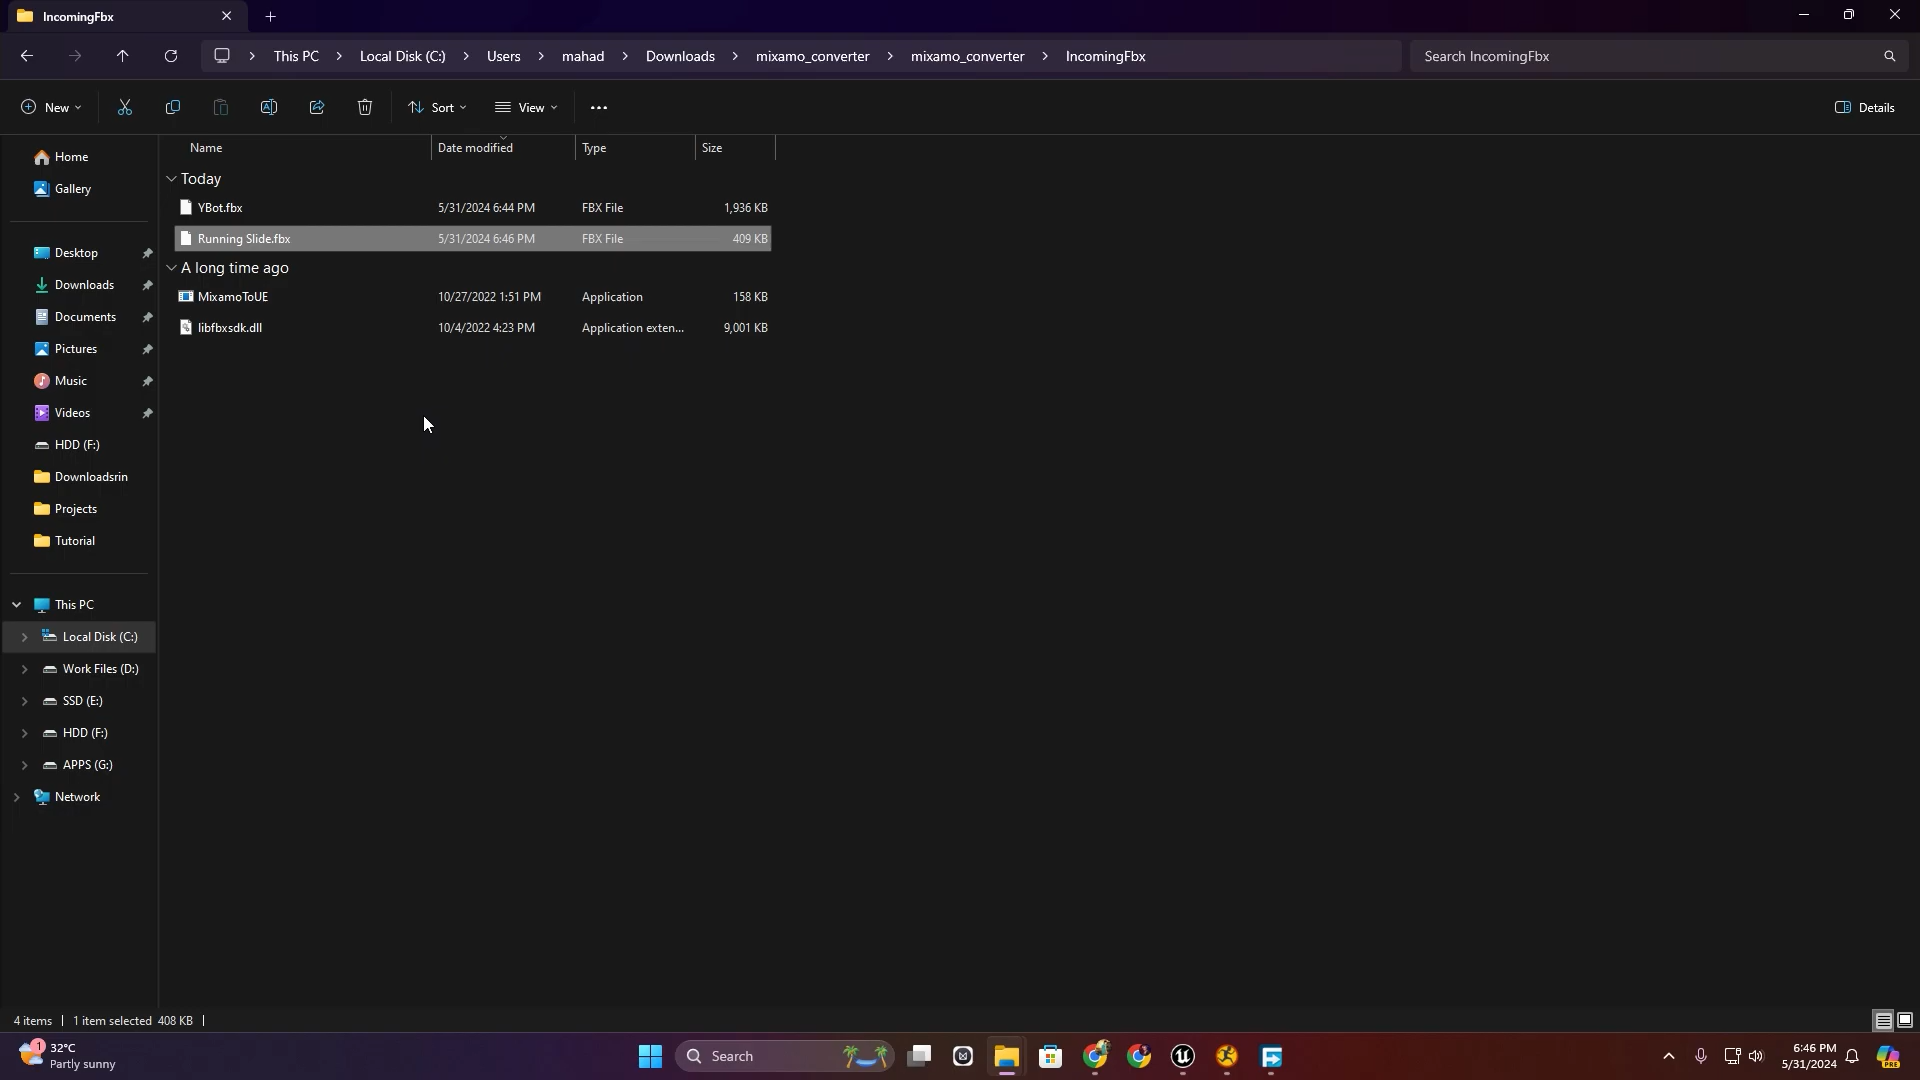 IncomingFbx
This PC > Local Disk (C:) > Users > mahad > Downloads > mixamo_converter > mixamo_converter > IncomingFbx
Search IncomingFbx
New
Sort
View
Details
Name Date modified Type Size
Today
YBot.fbx 5/31/2024 6:44 PM FBX File 1,936 KB
Running Slide.fbx 5/31/2024 6:46 PM FBX File 409 KB
A long time ago
MixamoToUE 10/27/2022 1:51 PM Application 158 KB
libfbxsdk.dll 10/4/2022 4:23 PM Application exten... 9,001 KB
Home
Gallery
Desktop
Downloads
Documents
Pictures
Music
Videos
HDD (F:)
Downloadsrin
Projects
Tutorial
This PC
Local Disk (C:)
Work Files (D:)
SSD (E:)
HDD (F:)
APPS (G:)
Network
4 items | 1 item selected 408 KB |
1
32°C
Partly sunny
Search
6:46 PM
5/31/2024
PRE